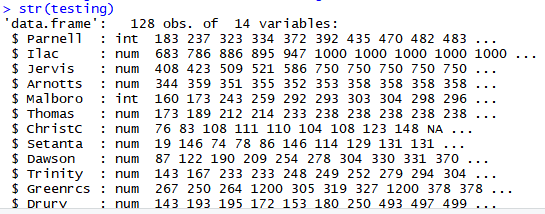 > str(testing)
'data.frame':   128 obs. of  14 variables:
 $ Parnell : int  183 237 323 334 372 392 435 470 482 483 ...
 $ Ilac    : num  683 786 886 895 947 1000 1000 1000 1000 1000 ...
 $ Jervis  : num  408 423 509 521 586 750 750 750 750 750 ...
 $ Arnotts : num  344 359 351 355 352 353 358 358 358 358 ...
 $ Malboro : int  160 173 243 259 292 293 303 304 298 296 ...
 $ Thomas  : num  173 189 212 214 233 238 238 238 238 238 ...
 $ ChristC : num  76 83 108 111 110 104 108 123 148 NA ...
 $ Setanta : num  19 146 74 78 86 146 114 129 131 131 ...
 $ Dawson  : num  87 122 190 209 254 278 304 330 331 370 ...
 $ Trinity : num  143 167 233 233 248 249 252 279 294 304 ...
 $ Greenrcs : num  267 250 264 1200 305 319 327 1200 378 378 ...
 $ Drury   : num  143 193 195 172 153 180 250 493 497 499 ...